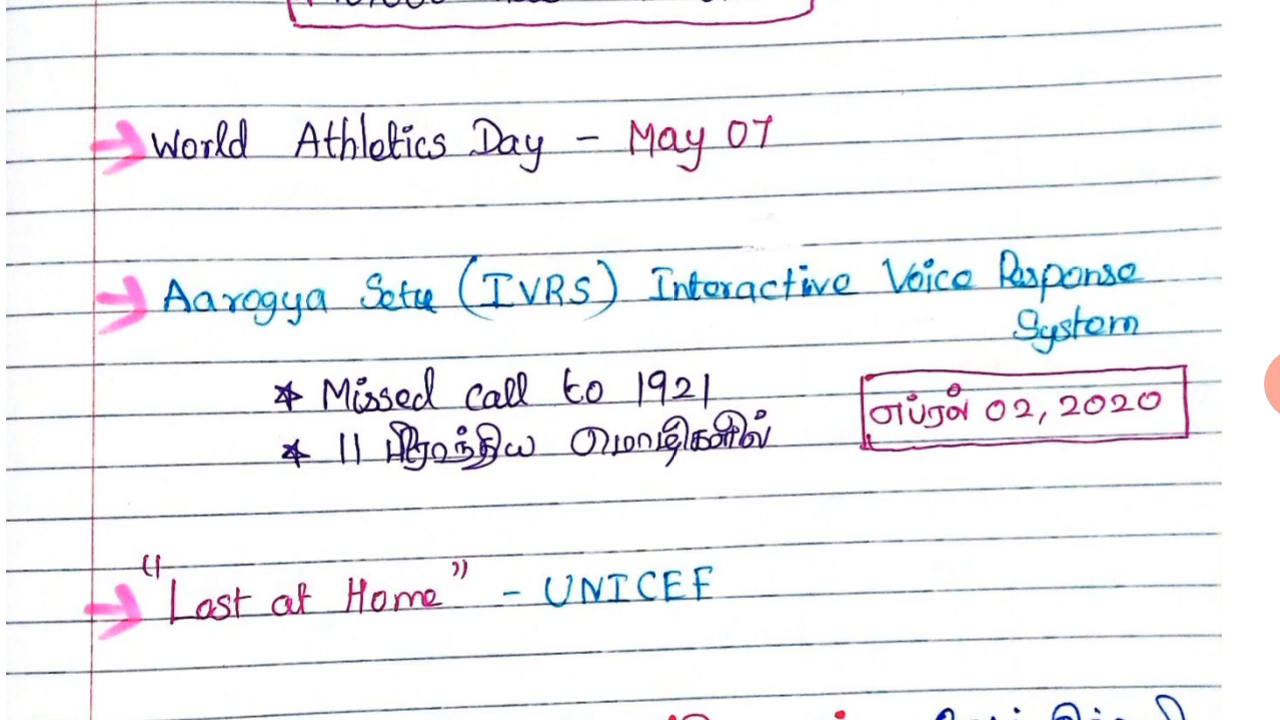 World Athletics Day - May 07
Aarogya Setu (IVRS) Interactive Voice Response
System
* Missed call to 1921
ஏப்ரல் 02, 2020
* 11 பிராந்திய மொழிகளில்
"Lost at Home" - UNICEF